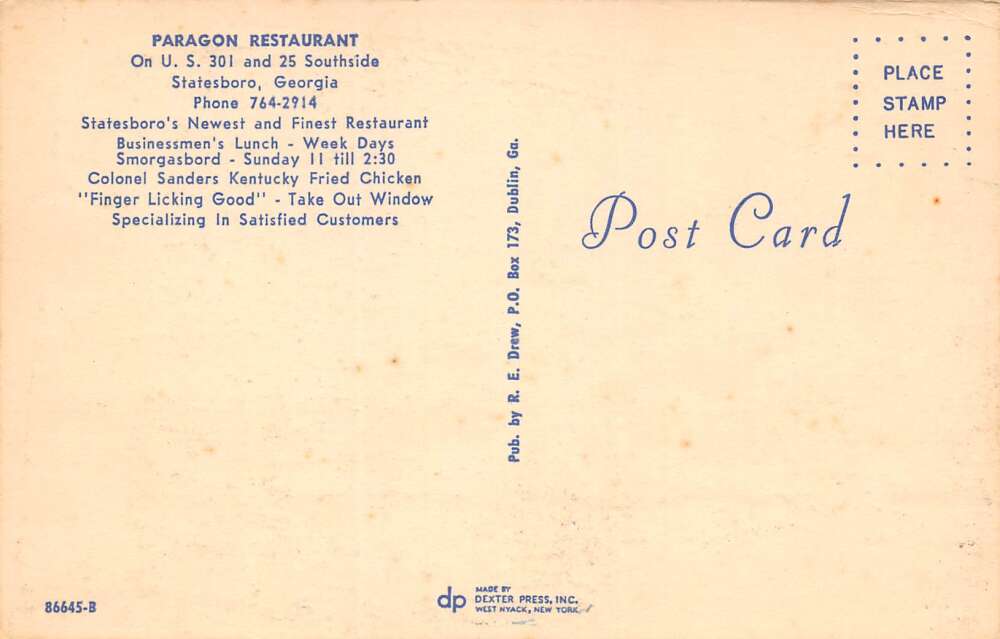 PARAGON RESTAURANT
On U. S. 301 and 25 Southside
Statesboro, Georgia
Phone 764-2914
Statesboro's Newest and Finest Restaurant
Businessmen's Lunch - Week Days
Smorgasbord - Sunday 11 till 2:30
Colonel Sanders Kentucky Fried Chicken
"Finger Licking Good" - Take Out Window
Specializing In Satisfied Customers
Pub. by R. E. Drew, P.O. Box 173, Dublin, Ga.
PLACE
STAMP
HERE
Post Card
86645-B
dp
MADE BY
DEXTER PRESS, INC.
WEST NYACK, NEW YORK